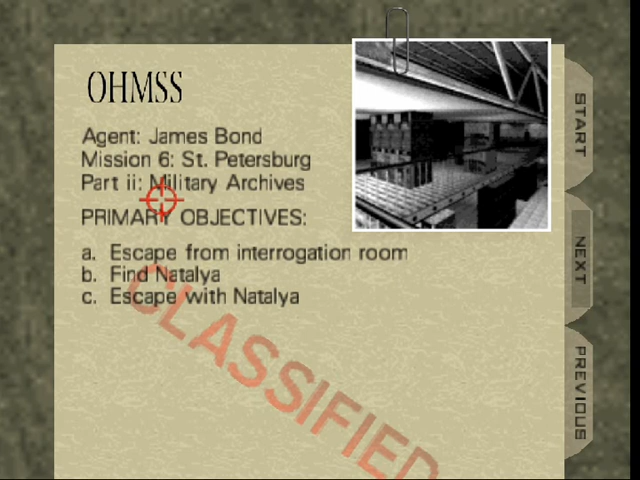 OHMSS
Agent: James Bond
Mission 6: St. Petersburg
Part ii: Military Archives
PRIMARY OBJECTIVES:
a. Escape from interrogation room
b. Find Natalya
c. Escape with Natalya
CLASSIFIED
START
NEXT
PREVIOUS